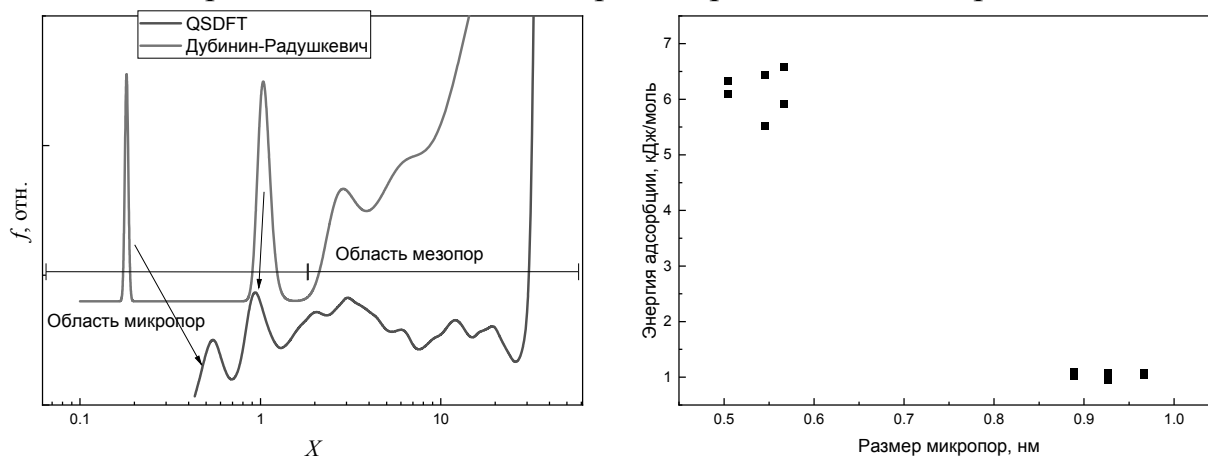 QSDFT
Дубинин-Радушкевич
f, отн.
Область мезопор
Область микропор
0.1
1
10
X
Энергия адсорбции, кДж/моль
7
6
5
4
3
2
1
0.5
0.6
0.7
0.8
0.9
1.0
Размер микропор, нм